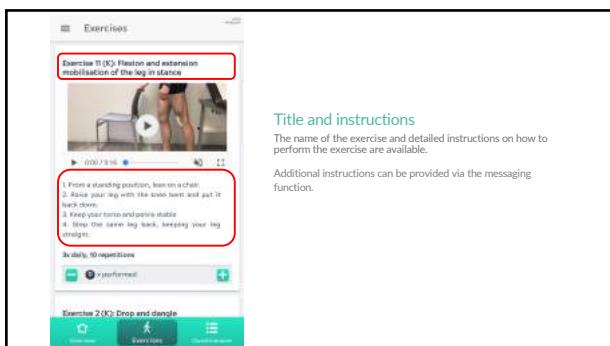 Exercises
Exercise 11 (K): Flexion and extension
mobilisation of the leg in stance
0:00 / 3:16
1. From a standing position, lean on a chair.
2. Raise your leg with the knee bent and put it
back down.
3. Keep your torso and pelvis stable
4. Step the same leg back, keeping your leg
straight.
3x daily, 10 repetitions
x performed
Exercise 2 (K): Drop and dangle
Exercises
Title and instructions
The name of the exercise and detailed instructions on how to
perform the exercise are available.
Additional instructions can be provided via the messaging
function.